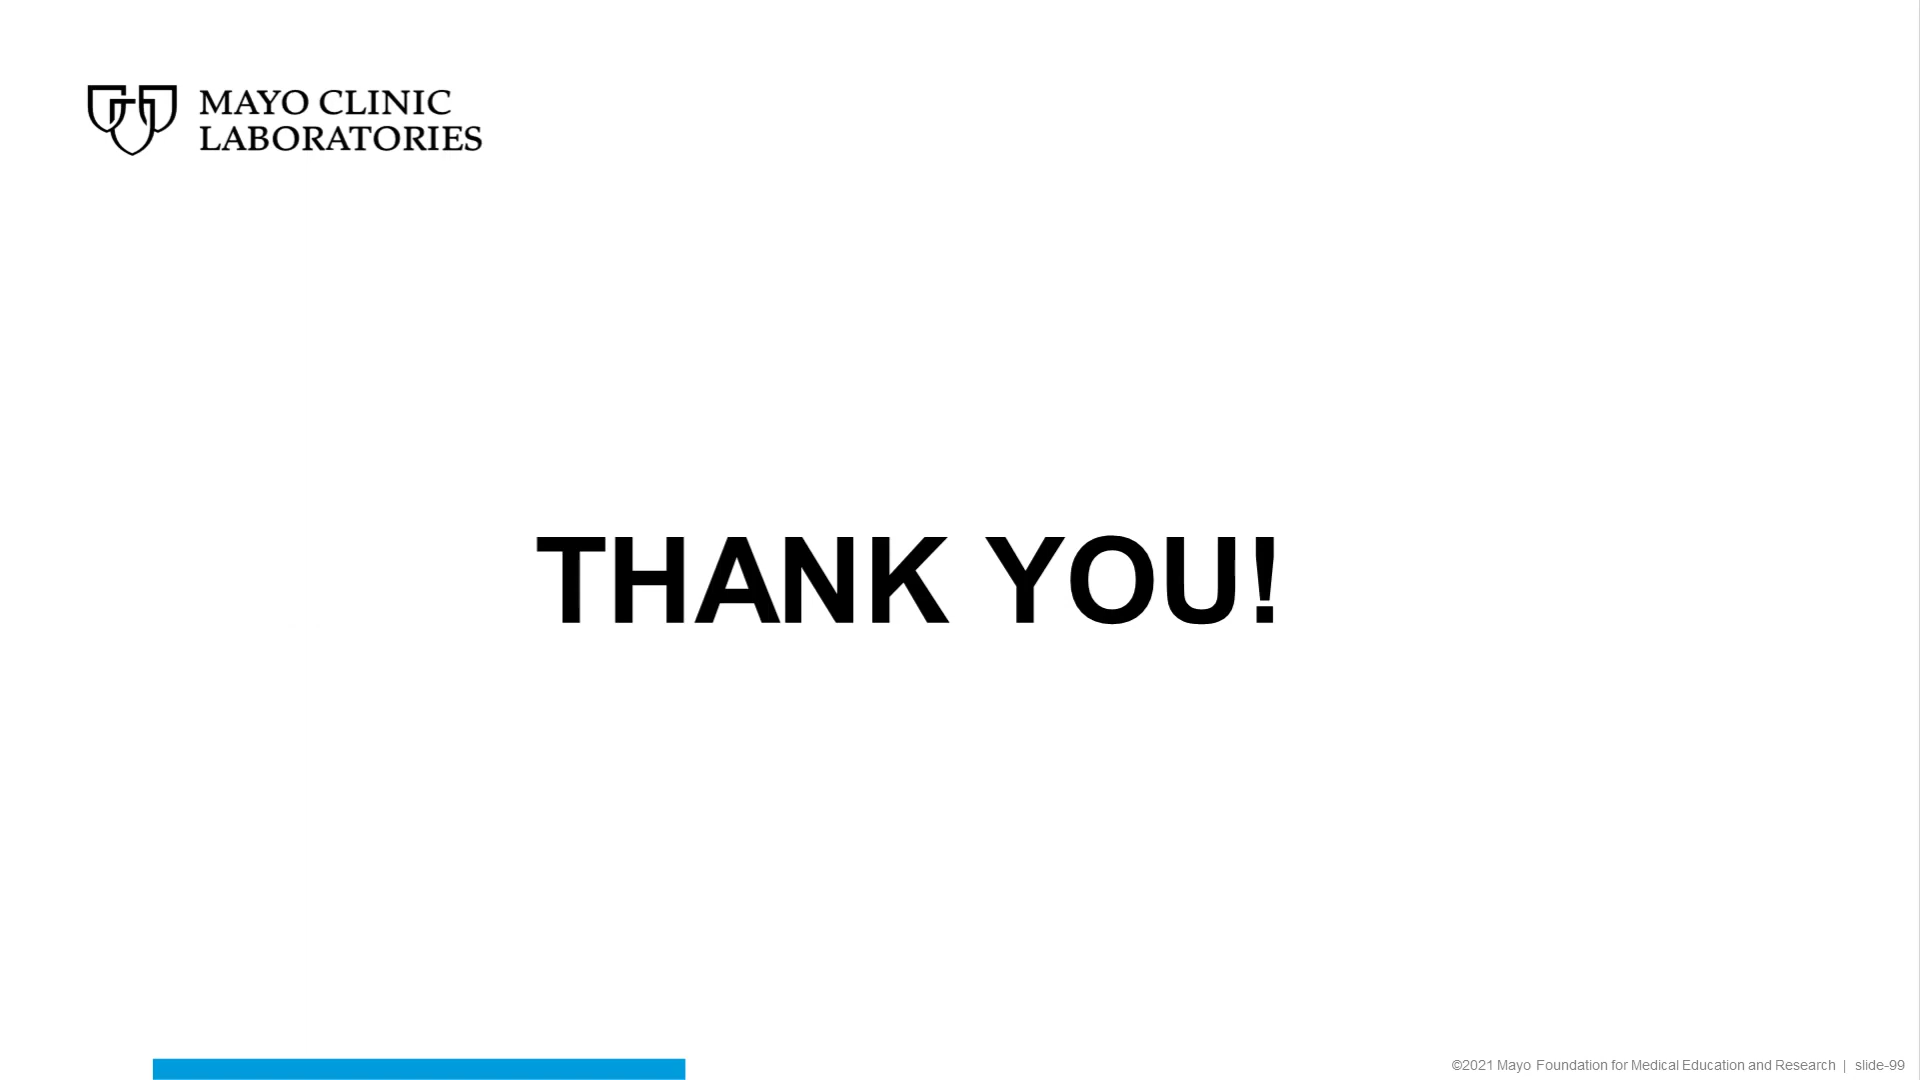 MAYO CLINIC
LABORATORIES
THANK YOU!
©2021 Mayo Foundation for Medical Education and Research | slide-99